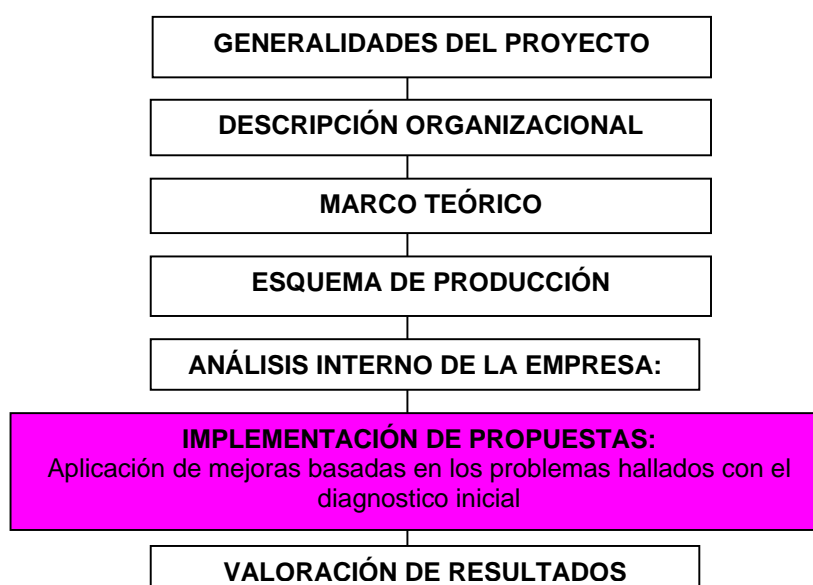 GENERALIDADES DEL PROYECTO
DESCRIPCIÓN ORGANIZACIONAL
MARCO TEÓRICO
ESQUEMA DE PRODUCCIÓN
ANÁLISIS INTERNO DE LA EMPRESA:
IMPLEMENTACIÓN DE PROPUESTAS:
Aplicación de mejoras basadas en los problemas hallados con el
diagnostico inicial
VALORACIÓN DE RESULTADOS